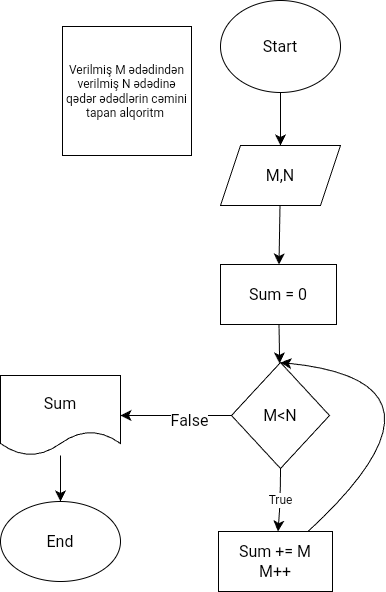 Verilmiş M ədədindən
verilmiş N ədədinə
qədər ədədlərin cəmini
tapan alqoritm
Start
M,N
Sum = 0
M<N
False
Sum
True
End
Sum += M
M++